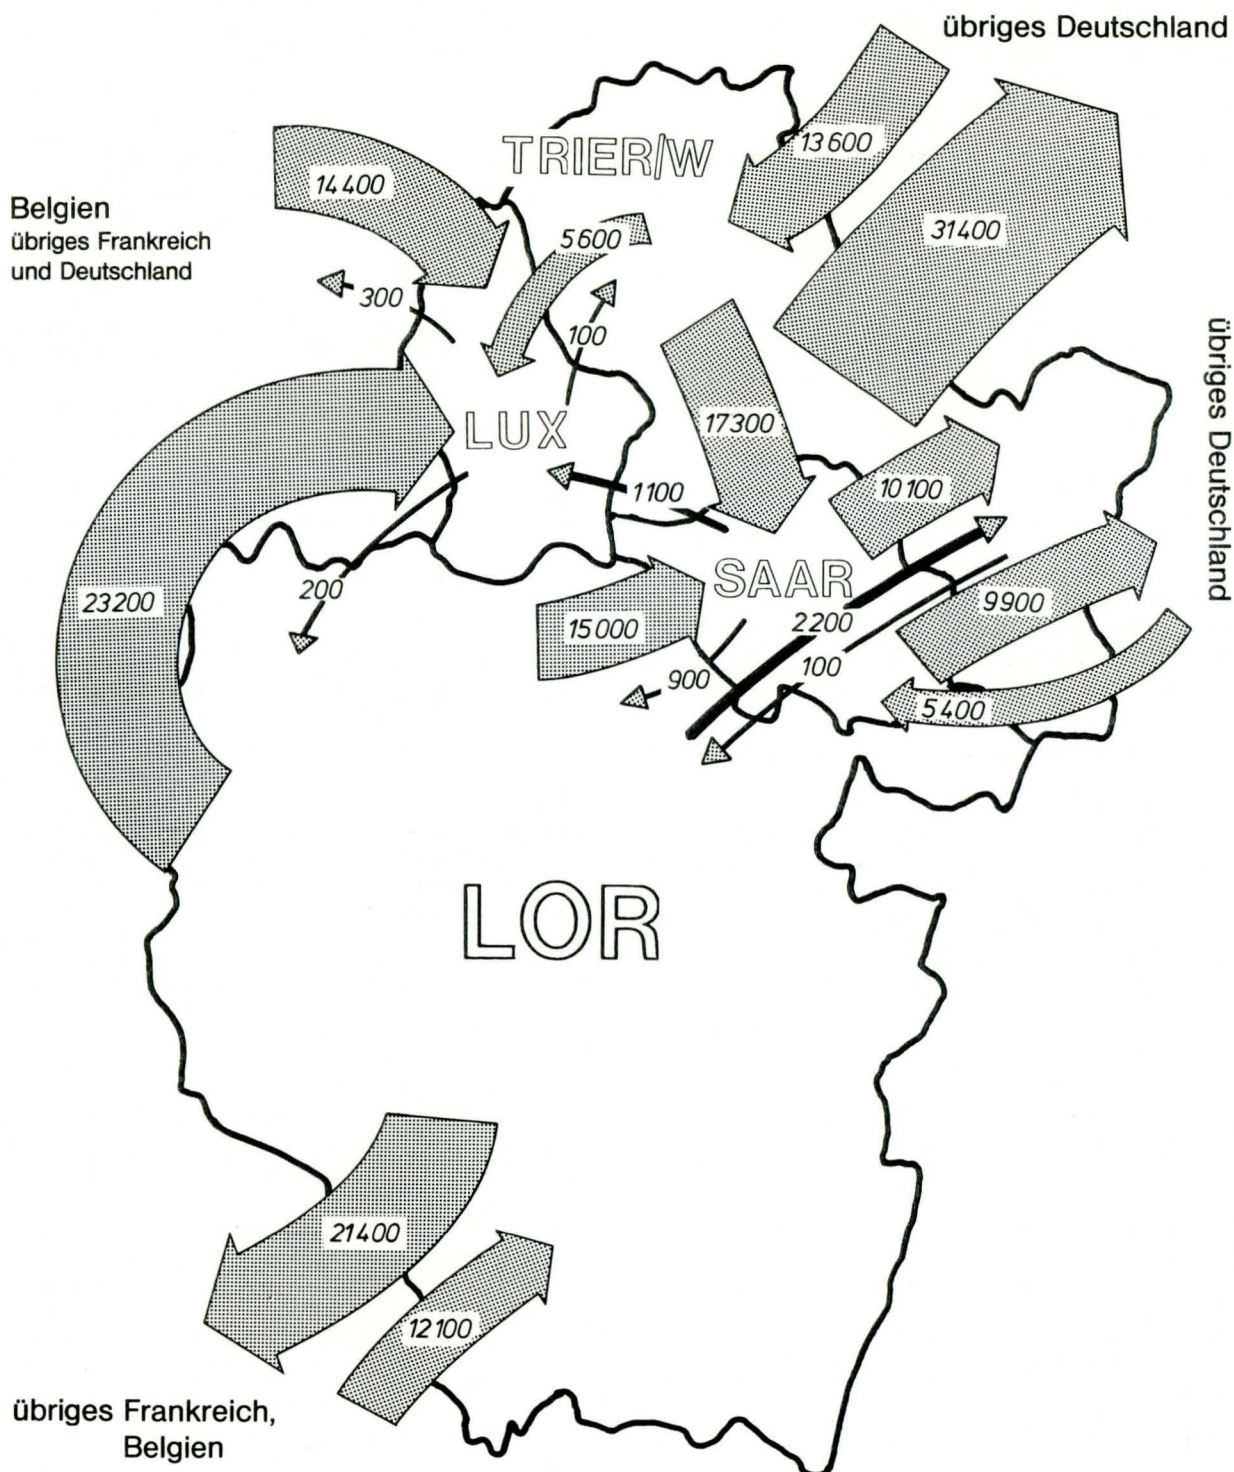 übriges Deutschland
TRIER/W
13 600
14 400
Belgien
übriges Frankreich
und Deutschland
5 600
31 400
300
100
übriges Deutschland
LUX
17 300
10 100
1100
SAAR
200
23 200
15 000
2 200
9 900
100
900
5 400
LOR
21 400
12 100
übriges Frankreich,
Belgien